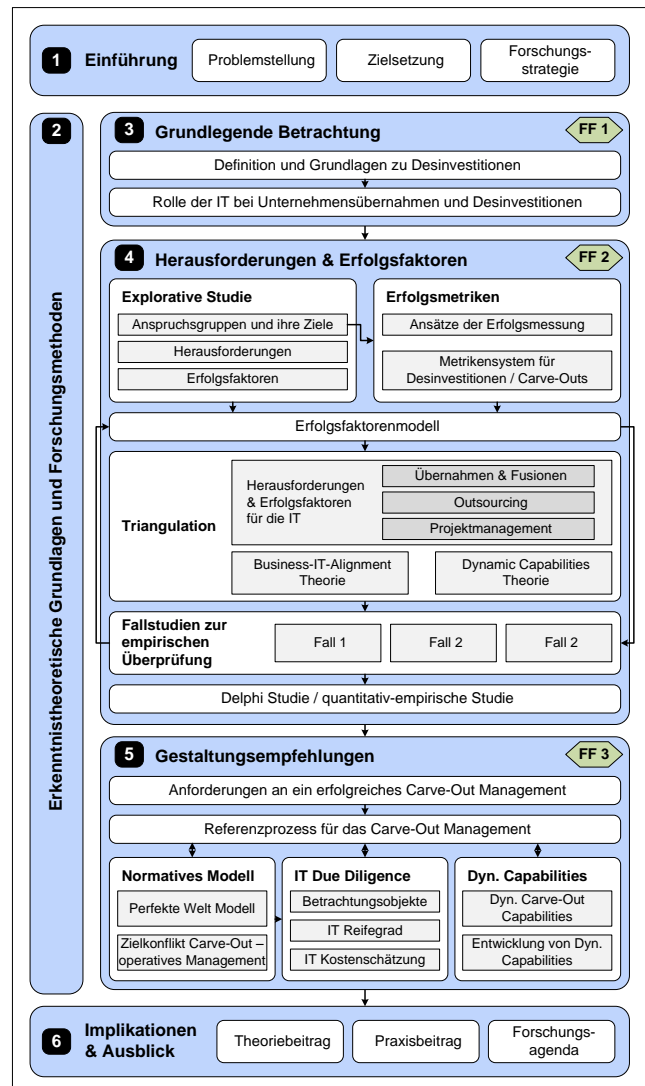 1
Einführung
Problemstellung
Zielsetzung
Forschungs-
strategie
2
Erkenntnistheoretische Grundlagen und Forschungsmethoden
3
Grundlegende Betrachtung
FF 1
Definition und Grundlagen zu Desinvestitionen
Rolle der IT bei Unternehmensübernahmen und Desinvestitionen
4
Herausforderungen & Erfolgsfaktoren
FF 2
Explorative Studie
Anspruchsgruppen und ihre Ziele
Herausforderungen
Erfolgsfaktoren
Erfolgsmetriken
Ansätze der Erfolgsmessung
Metrikensystem für
Desinvestitionen / Carve-Outs
Erfolgsfaktorenmodell
Triangulation
Herausforderungen
& Erfolgsfaktoren
für die IT
Übernahmen & Fusionen
Outsourcing
Projektmanagement
Business-IT-Alignment
Theorie
Dynamic Capabilities
Theorie
Fallstudien zur
empirischen
Überprüfung
Fall 1
Fall 2
Fall 2
Delphi Studie / quantitativ-empirische Studie
5
Gestaltungsempfehlungen
FF 3
Anforderungen an ein erfolgreiches Carve-Out Management
Referenzprozess für das Carve-Out Management
Normatives Modell
Perfekte Welt Modell
Zielkonflikt Carve-Out –
operatives Management
IT Due Diligence
Betrachtungsobjekte
IT Reifegrad
IT Kostenschätzung
Dyn. Capabilities
Dyn. Carve-Out
Capabilities
Entwicklung von Dyn.
Capabilities
6
Implikationen
& Ausblick
Theoriebeitrag
Praxisbeitrag
Forschungs-
agenda